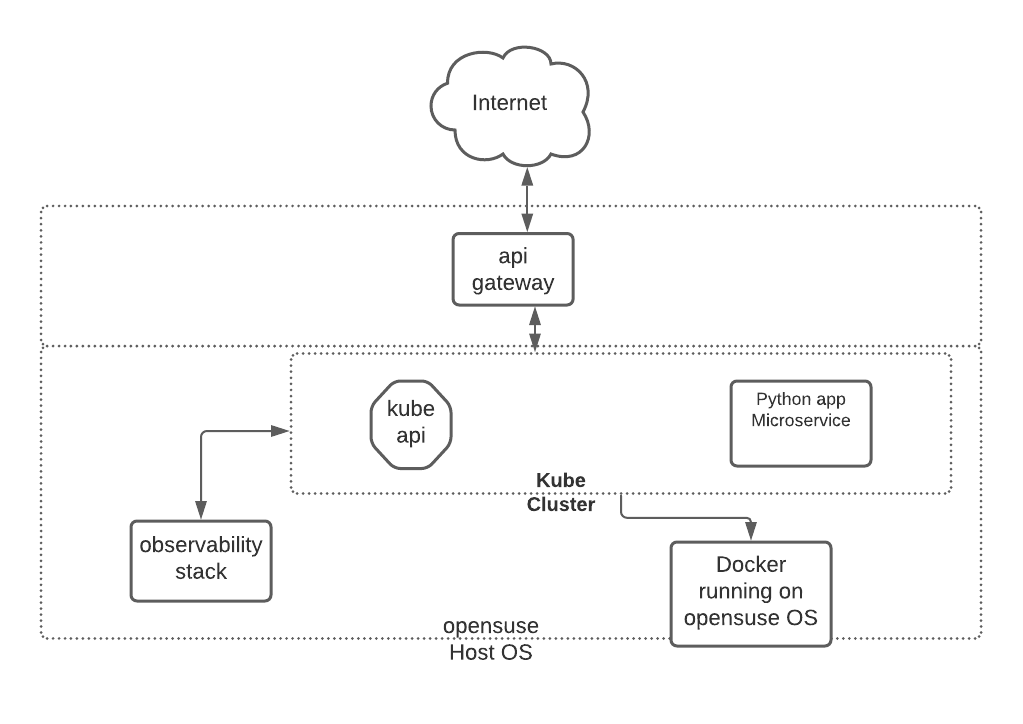 Internet
api
gateway
kube
api
Python app
Microservice
Kube
Cluster
observability
stack
Docker
running on
opensuse OS
opensuse
Host OS